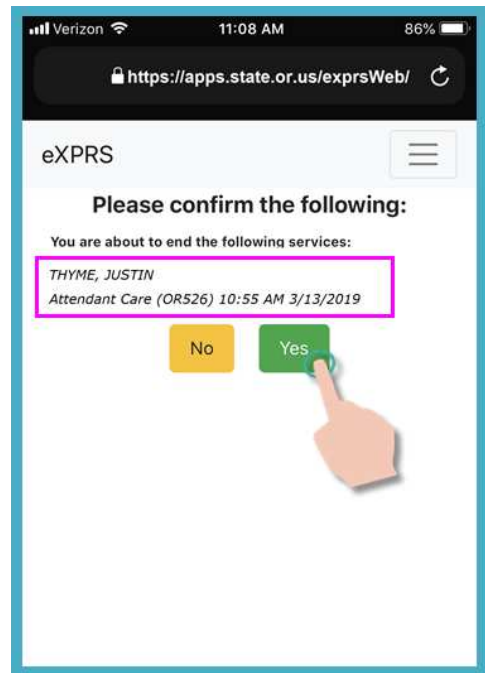 Verizon 11:08 AM 86%
https://apps.state.or.us/exprsWeb/
eXPRS
Please confirm the following:
You are about to end the following services:
THYME, JUSTIN
Attendant Care (OR526) 10:55 AM 3/13/2019
No Yes